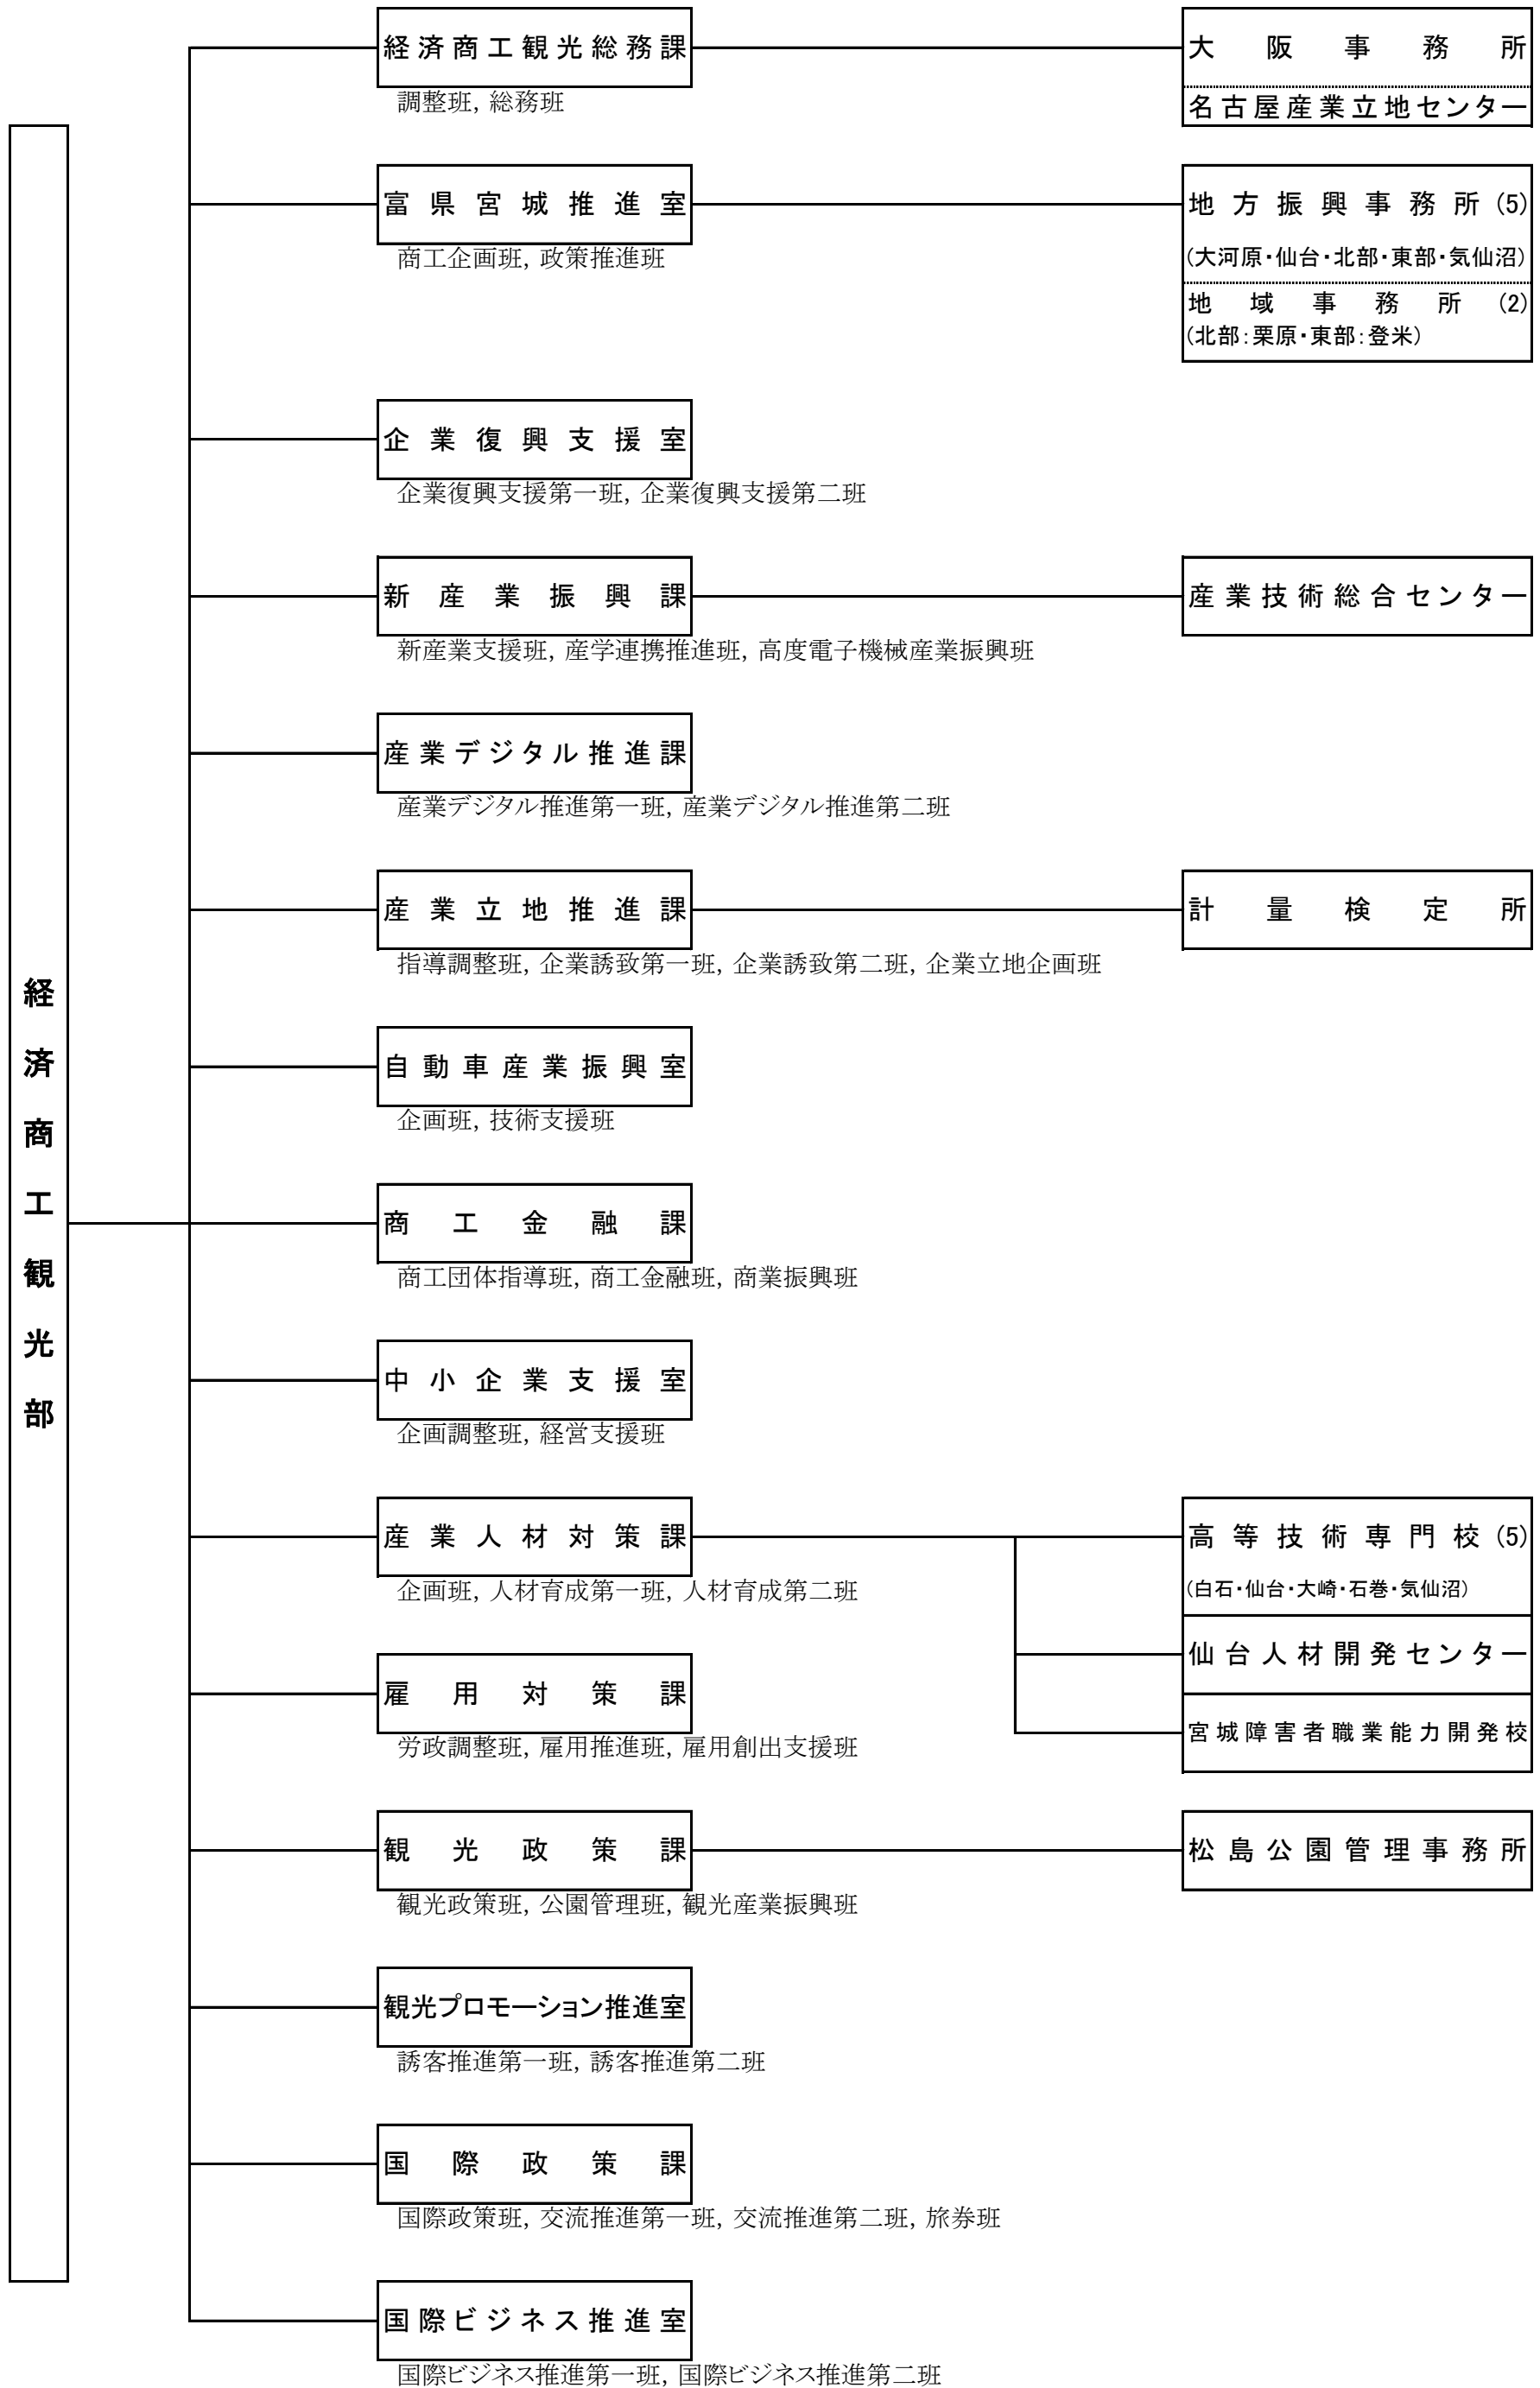 経済商工観光部
経済商工観光総務課
調整班, 総務班
大阪事務所
名古屋産業立地センター
富県宮城推進室
商工企画班, 政策推進班
地方振興事務所(5)
(大河原・仙台・北部・東部・気仙沼)
地域事務所(2)
(北部:栗原・東部:登米)
企業復興支援室
企業復興支援第一班, 企業復興支援第二班
新産業振興課
新産業支援班, 産学連携推進班, 高度電子機械産業振興班
産業技術総合センター
産業デジタル推進課
産業デジタル推進第一班, 産業デジタル推進第二班
産業立地推進課
指導調整班, 企業誘致第一班, 企業誘致第二班, 企業立地企画班
計量検定所
自動車産業振興室
企画班, 技術支援班
商工金融課
商工団体指導班, 商工金融班, 商業振興班
中小企業支援室
企画調整班, 経営支援班
産業人材対策課
企画班, 人材育成第一班, 人材育成第二班
高等技術専門校(5)
(白石・仙台・大崎・石巻・気仙沼)
仙台人材開発センター
宮城障害者職業能力開発校
雇用対策課
労政調整班, 雇用推進班, 雇用創出支援班
観光政策課
観光政策班, 公園管理班, 観光産業振興班
松島公園管理事務所
観光プロモーション推進室
誘客推進第一班, 誘客推進第二班
国際政策課
国際政策班, 交流推進第一班, 交流推進第二班, 旅券班
国際ビジネス推進室
国際ビジネス推進第一班, 国際ビジネス推進第二班